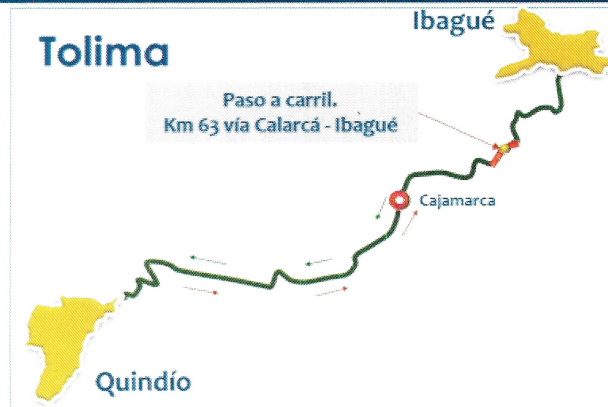 Ibagué
Tolima
Paso a carril.
Km 63 vía Calarcá - Ibagué
Cajamarca
Quindío